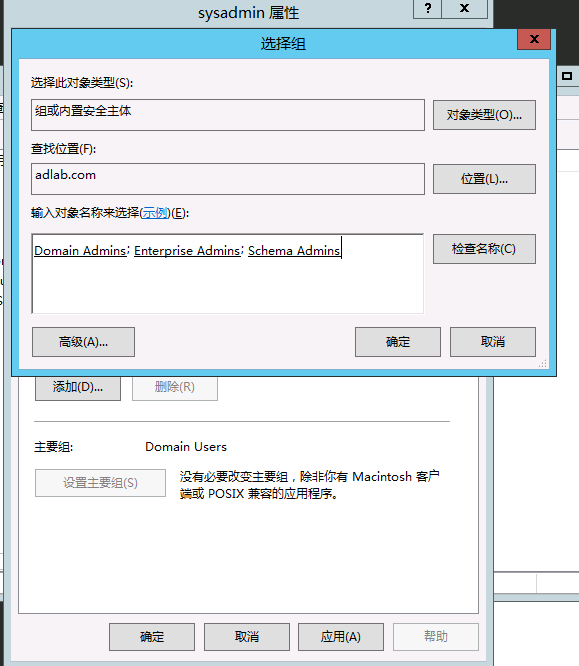 sysadmin 属性
?
x
选择组
x
选择此对象类型(S):
组或内置安全主体
对象类型(O)...
查找位置(F):
adlab.com
位置(L)...
输入对象名称来选择(示例)(E):
Domain Admins; Enterprise Admins; Schema Admins
检查名称(C)
高级(A)...
确定
取消
添加(D)...
删除(R)
主要组:
Domain Users
设置主要组(S)
没有必要改变主要组，除非你有 Macintosh 客户
端或 POSIX 兼容的应用程序。
确定
取消
应用(A)
帮助